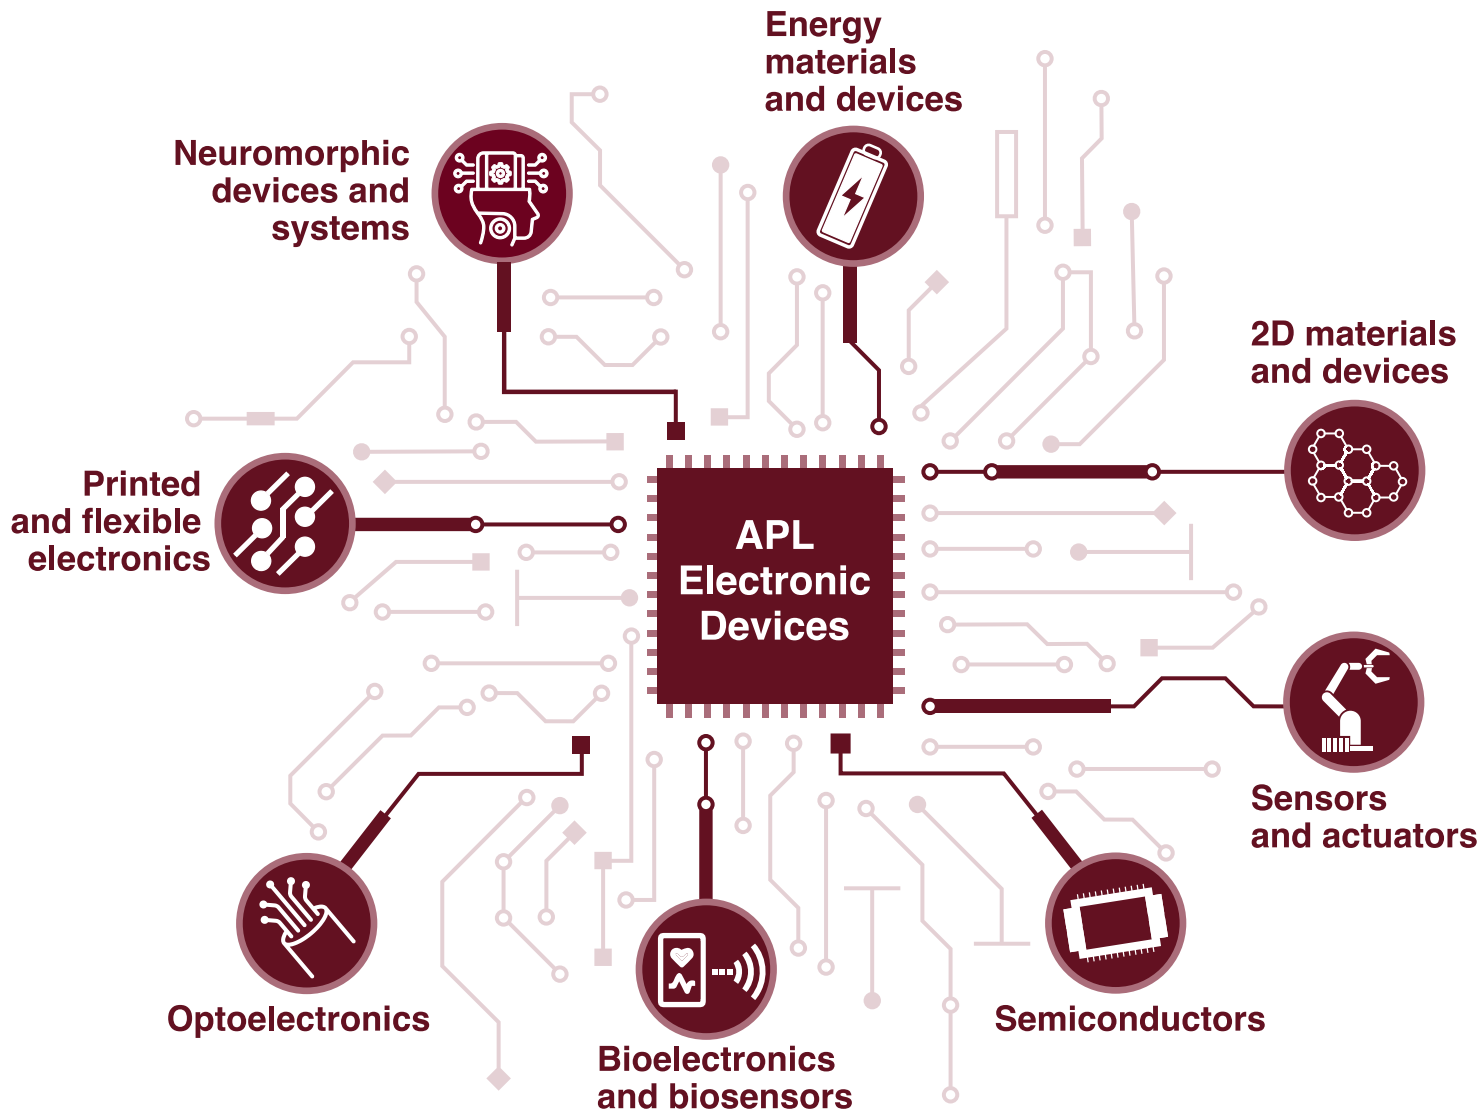 Energy
materials
and devices
Neuromorphic
devices and
systems
2D materials
and devices
Printed
and flexible
electronics
APL
Electronic
Devices
Sensors
and actuators
Optoelectronics
Semiconductors
Bioelectronics
and biosensors